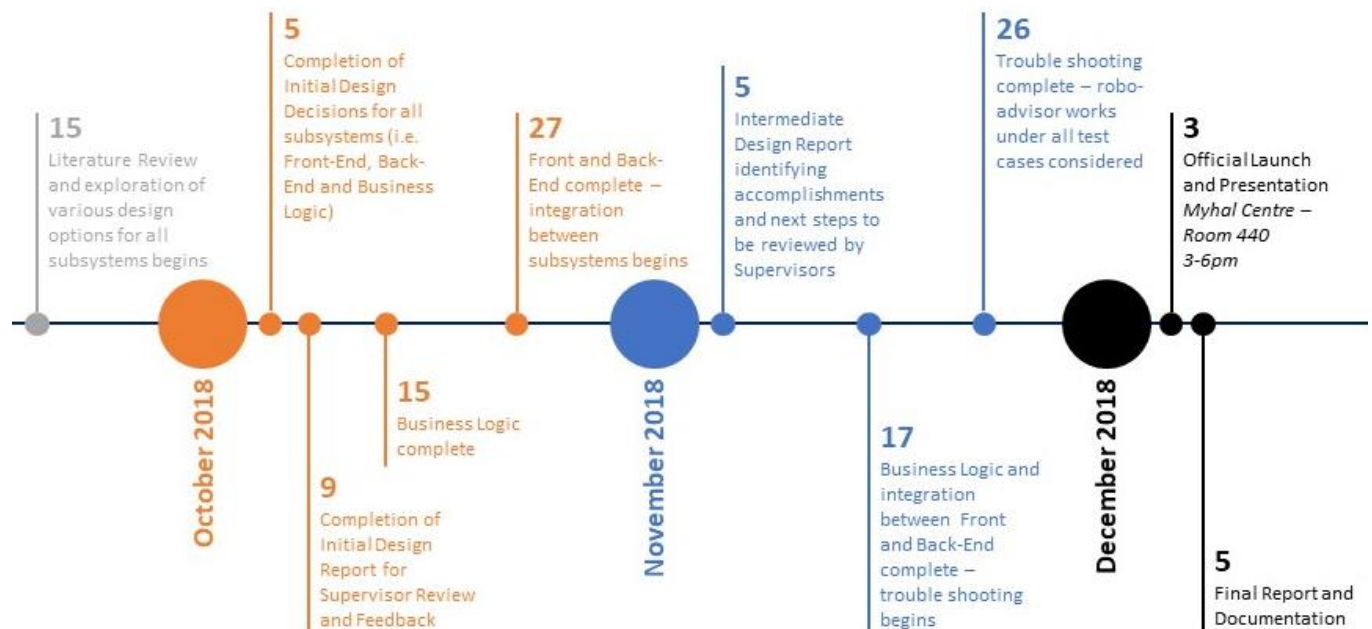 15
Literature Review
and exploration of
various design
options for all
subsystems begins
October 2018
5
Completion of
Initial Design
Decisions for all
subsystems (i.e.
Front-End, Back-
End and Business
Logic)
9
Completion of
Initial Design
Report for
Supervisor Review
and Feedback
15
Business Logic
complete
27
Front and Back-
End complete –
integration
between
subsystems begins
November 2018
5
Intermediate
Design Report
identifying
accomplishments
and next steps to
be reviewed by
Supervisors
17
Business Logic and
integration
between Front
and Back-End
complete –
trouble shooting
begins
26
Trouble shooting
complete – robo-
advisor works
under all test
cases considered
December 2018
3
Official Launch
and Presentation
Myhal Centre –
Room 440
3-6pm
5
Final Report and
Documentation